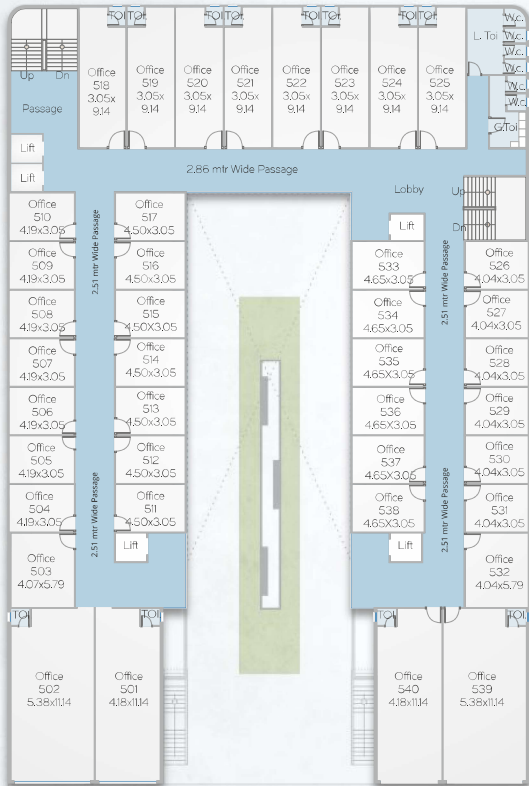 TOI TOI TOI TOI TOI TOI TOI TOI
Office
518
3.05x
9.14
Office
519
3.05x
9.14
Office
520
3.05x
9.14
Office
521
3.05x
9.14
Office
522
3.05x
9.14
Office
523
3.05x
9.14
Office
524
3.05x
9.14
Office
525
3.05x
9.14
L. Toi
W.c.
W.c.
W.c.
W.c.
W.c.
W.c.
G.Toi
Up Dn
Passage
Lift
Lift
2.86 mtr Wide Passage
Lobby
Up
Dn
Lift
Office
510
4.19x3.05
Office
509
4.19x3.05
Office
508
4.19x3.05
Office
507
4.19x3.05
Office
506
4.19x3.05
Office
505
4.19x3.05
Office
504
4.19x3.05
Office
503
4.07x5.79
2.51 mtr Wide Passage
2.51 mtr Wide Passage
Office
517
4.50x3.05
Office
516
4.50x3.05
Office
515
4.50X3.05
Office
514
4.50x3.05
Office
513
4.50x3.05
Office
512
4.50x3.05
Office
511
4.50x3.05
Lift
Office
533
4.65x3.05
Office
534
4.65x3.05
Office
535
4.65X3.05
Office
536
4.65X3.05
Office
537
4.65X3.05
Office
538
4.65X3.05
Lift
2.51 mtr Wide Passage
2.51 mtr Wide Passage
Office
526
4.04x3.05
Office
527
4.04x3.05
Office
528
4.04x3.05
Office
529
4.04x3.05
Office
530
4.04x3.05
Office
531
4.04x3.05
Office
532
4.04x5.79
TOI
Office
502
5.38x11.14
TOI
Office
501
4.18x11.14
TOI
Office
540
4.18x11.14
TOI
Office
539
5.38x11.14